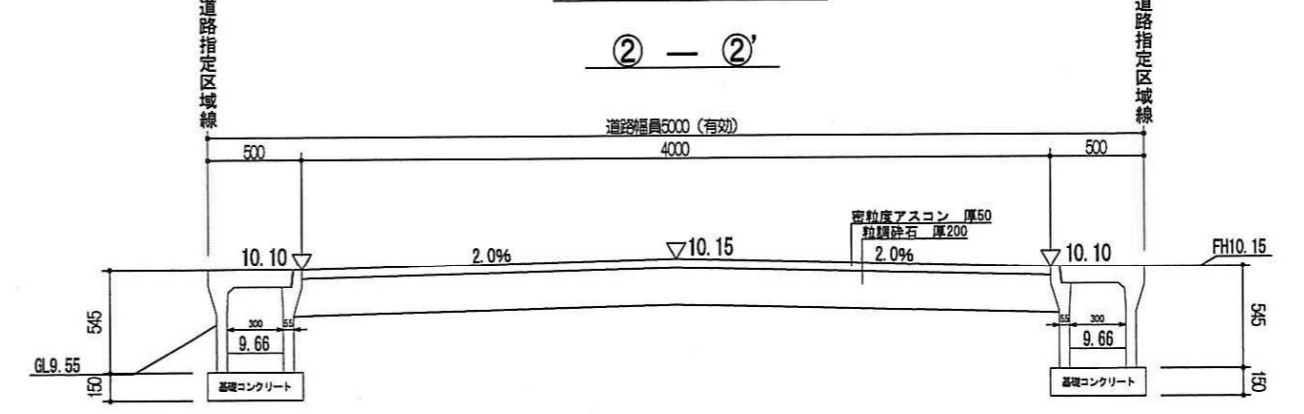 道路指定区域線
道路指定区域線
② — ②'
道路幅員5000（有効）
500
4000
500
密粒度アスコン 厚50
粒調砕石 厚200
10.10
2.0%
10.15
2.0%
10.10
FH10.15
545
300
55
9.66
55
300
9.66
545
GL9.55
150
基礎コンクリート
基礎コンクリート
150